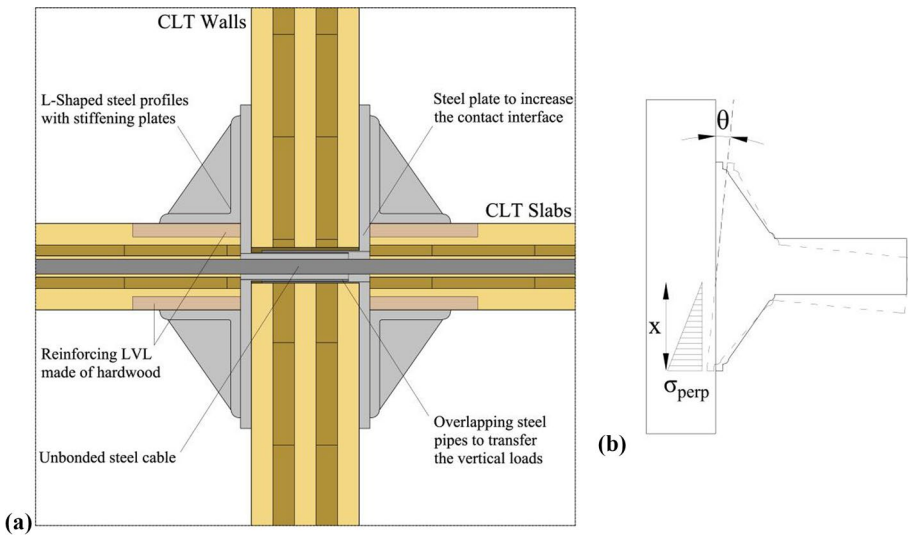 CLT Walls
L-Shaped steel profiles
with stiffening plates
Steel plate to increase
the contact interface
CLT Slabs
Reinforcing LVL
made of hardwood
Unbonded steel cable
Overlapping steel
pipes to transfer
the vertical loads
(a)
θ
x
σperp
(b)